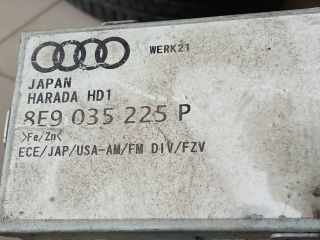 WERK21
JAPAN
HARADA HD1
8E9 035 225 P
>Fe/Zn<
ECE/JAP/USA-AM/FM DIV/FZV